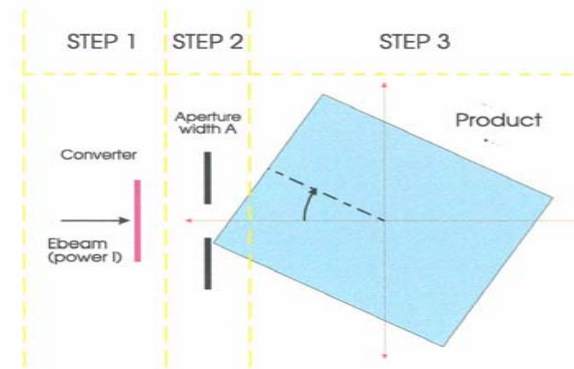 STEP 1
STEP 2
STEP 3
Aperture
width A
Product
Converter
Ebeam
(power I)